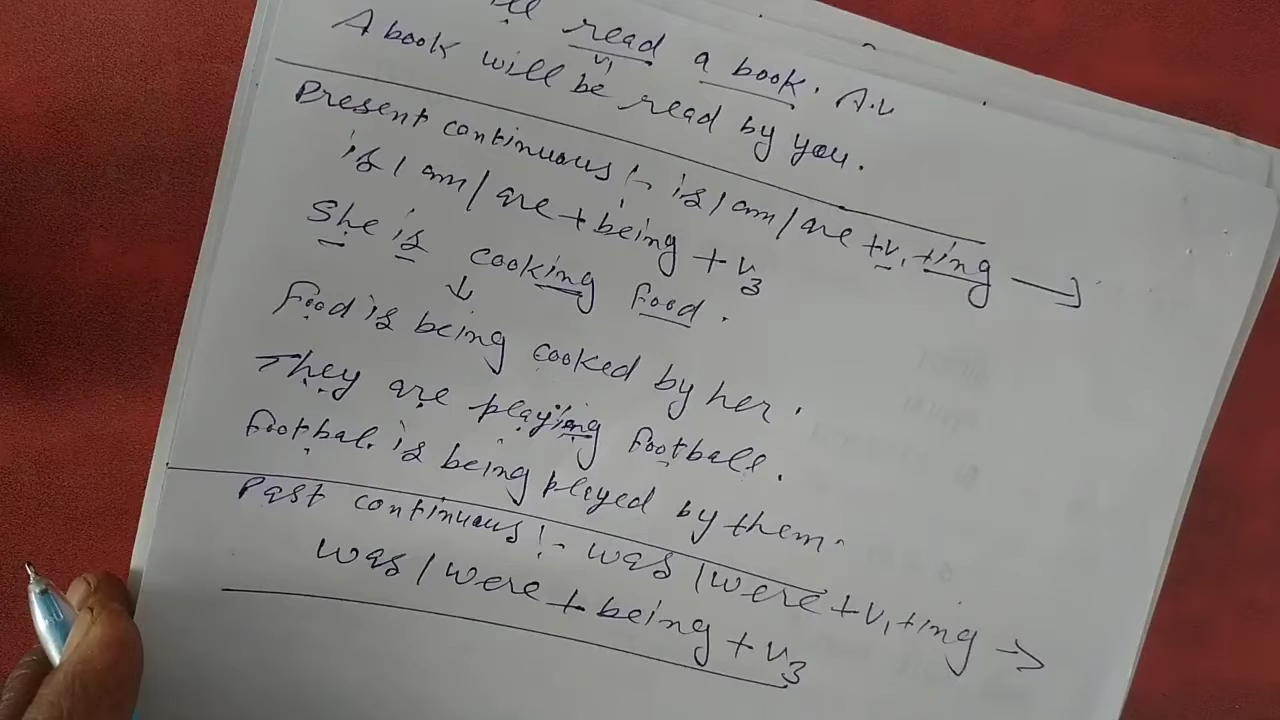 read a book. A.V
A book will be read by you.
Present continuous :- is / am / are + v1 + ing →
is / am / are + being + v3
She is cooking food.
↓
Food is being cooked by her.
They are playing football.
Football is being played by them.
Past continuous :- was / were + v1 + ing →
was / were + being + v3